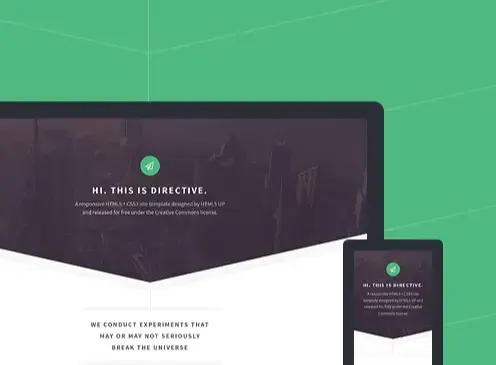 HI. THIS IS DIRECTIVE.
A responsive HTML5 + CSS3 site template designed by HTML5 UP
and released for free under the Creative Commons license.
WE CONDUCT EXPERIMENTS THAT
MAY OR MAY NOT SERIOUSLY
BREAK THE UNIVERSE
HI. THIS IS DIRECTIVE.
A responsive HTML5 + CSS3 site
template designed by HTML5 UP and
released for free under the Creative
Commons license.